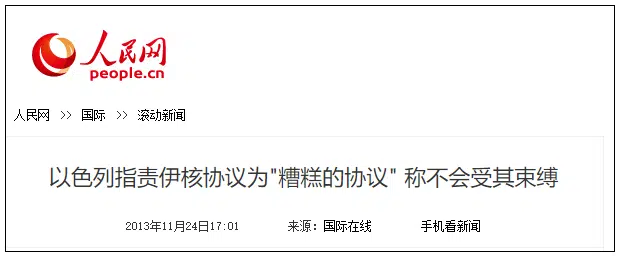 人民网
people.cn
人民网 >> 国际 >> 滚动新闻
以色列指责伊核协议为"糟糕的协议" 称不会受其束缚
2013年11月24日17:01 来源：国际在线 手机看新闻